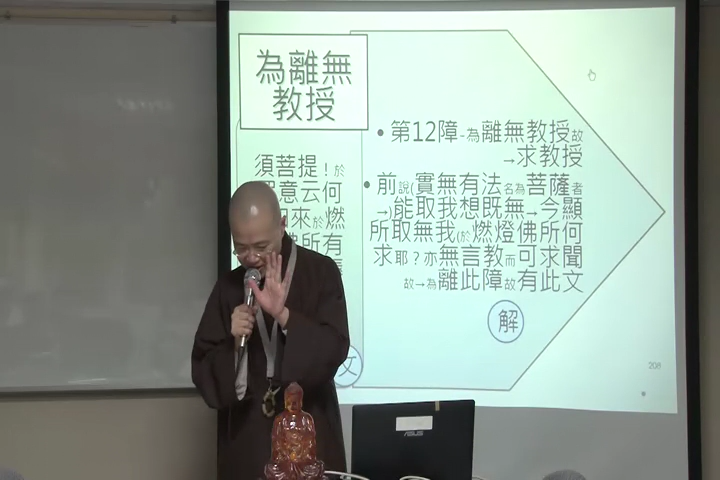 為離無
教授
須菩提！於
意云何
來於燃
佛所有
• 第12障-為離無教授故
→求教授
• 前說(實無有法名為菩薩者
→)能取我想既無→今顯
所取無我(於燃燈佛所何
求耶？亦無言教而可求聞
故→為離此障故有此文
解
文
208
ASUS